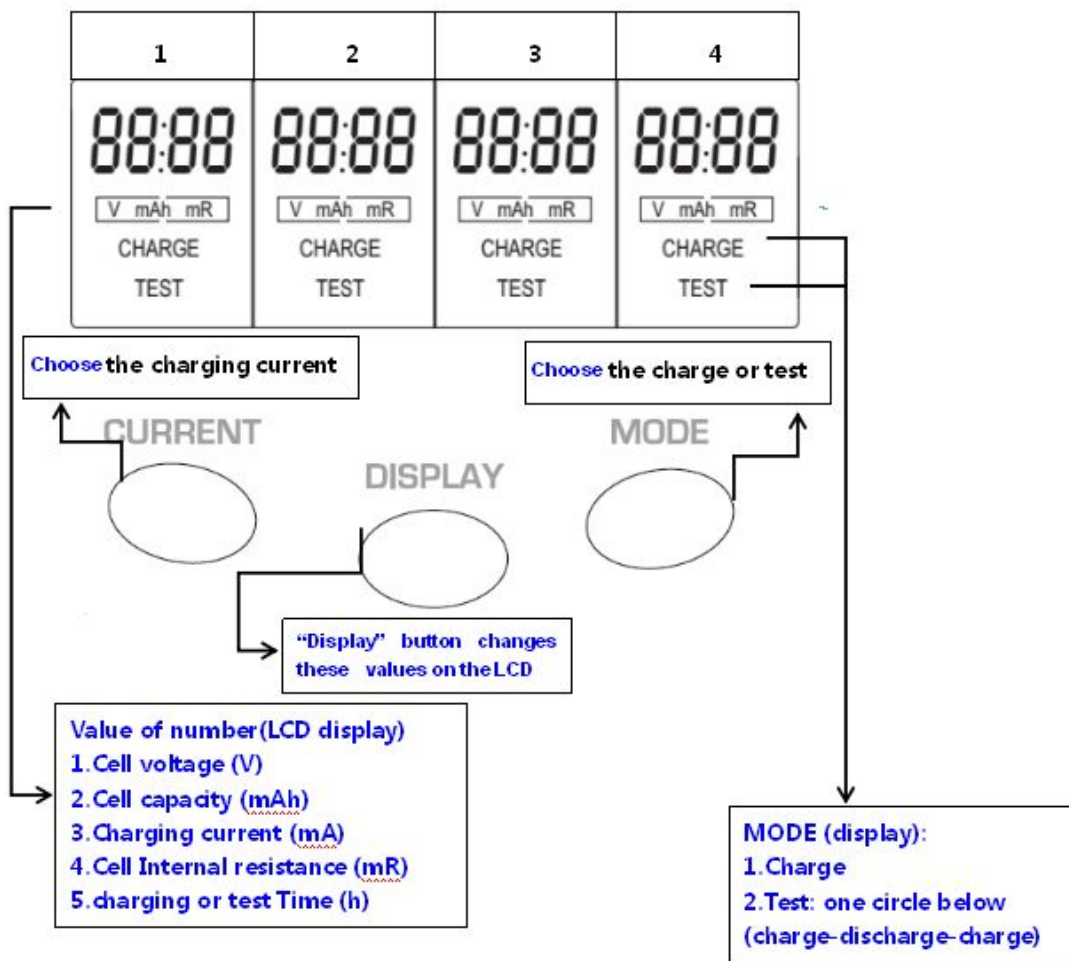 1 2 3 4
88:88 88:88 88:88 88:88
V mAh mR V mAh mR V mAh mR V mAh mR
CHARGE CHARGE CHARGE CHARGE
TEST TEST TEST TEST
Choose the charging current
Choose the charge or test
CURRENT
MODE
DISPLAY
“Display” button changes
these values on the LCD
Value of number(LCD display)
1.Cell voltage (V)
2.Cell capacity (mAh)
3.Charging current (mA)
4.Cell Internal resistance (mR)
5.charging or test Time (h)
MODE (display):
1.Charge
2.Test: one circle below
(charge-discharge-charge)